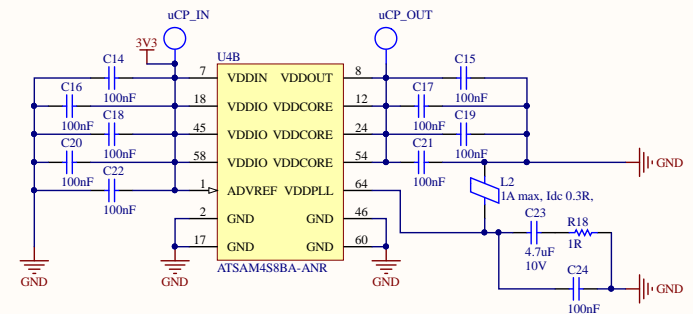 uCP_IN
uCP_OUT
3V3
U4B
C14
7
VDDIN
VDDOUT
8
C15
100nF
100nF
C16
18
VDDIO
VDDCORE
12
C17
100nF
100nF
C18
45
VDDIO
VDDCORE
24
C19
100nF
100nF
C20
58
VDDIO
VDDCORE
54
C21
100nF
100nF
GND
C22
1
ADVREF
VDDPLL
64
L2
100nF
1A max, Idc 0.3R,
2
GND
GND
46
C23
R18
17
GND
GND
60
4.7uF
1R
10V
ATSAM4S8BA-ANR
C24
GND
GND
GND
GND
100nF